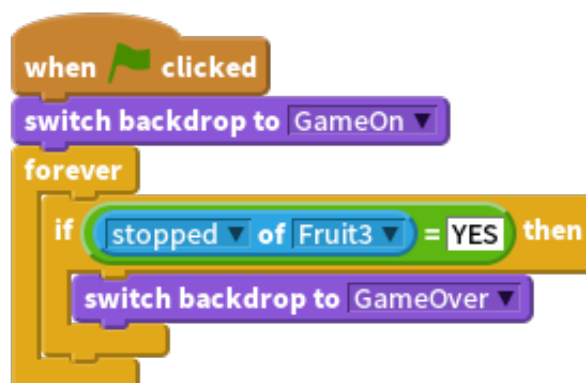 when clicked
switch backdrop to GameOn
forever
if stopped of Fruit3 = YES then
switch backdrop to GameOver